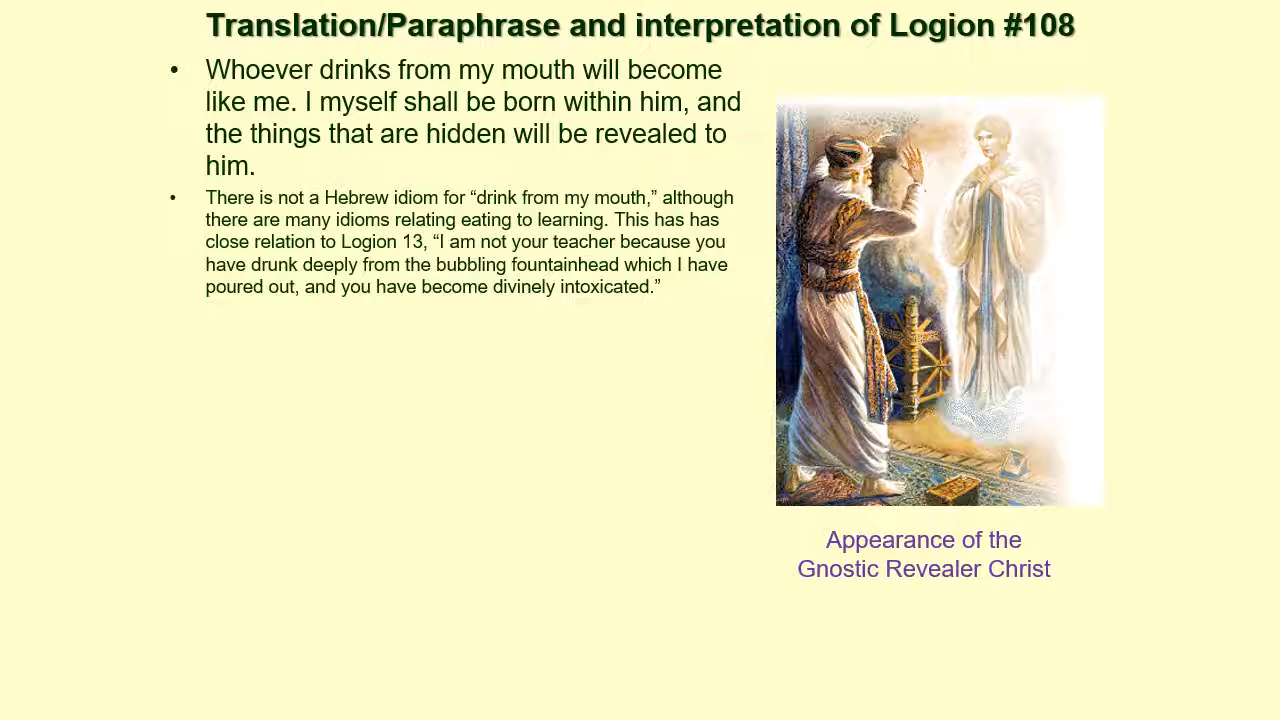 Translation/Paraphrase and interpretation of Logion #108
• Whoever drinks from my mouth will become
like me. I myself shall be born within him, and
the things that are hidden will be revealed to
him.
• There is not a Hebrew idiom for “drink from my mouth,” although
there are many idioms relating eating to learning. This has has
close relation to Logion 13, “I am not your teacher because you
have drunk deeply from the bubbling fountainhead which I have
poured out, and you have become divinely intoxicated.”
Appearance of the
Gnostic Revealer Christ